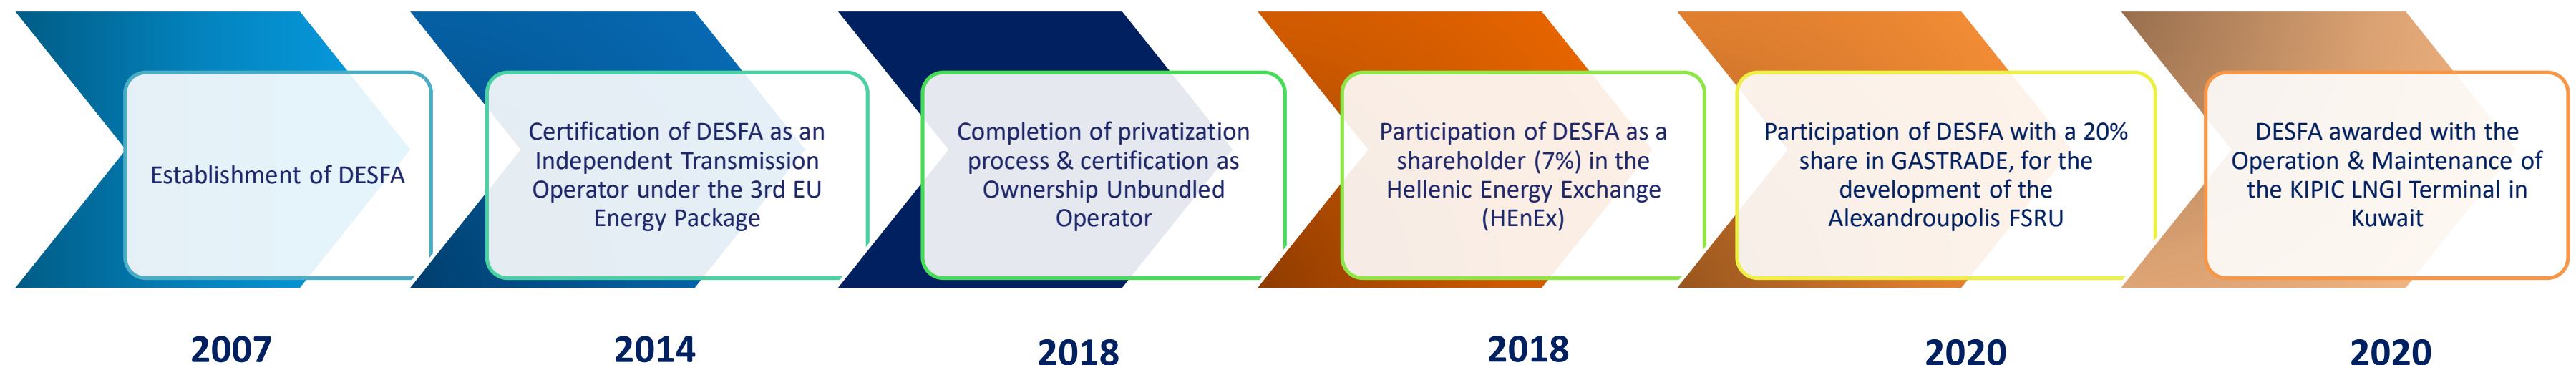 Establishment of DESFA
Certification of DESFA as an
Independent Transmission
Operator under the 3rd EU
Energy Package
Completion of privatization
process & certification as
Ownership Unbundled
Operator
Participation of DESFA as a
shareholder (7%) in the
Hellenic Energy Exchange
(HEnEx)
Participation of DESFA with a 20%
share in GASTRADE, for the
development of the
Alexandroupolis FSRU
DESFA awarded with the
Operation & Maintenance of
the KIPIC LNGI Terminal in
Kuwait
2007
2014
2018
2018
2020
2020